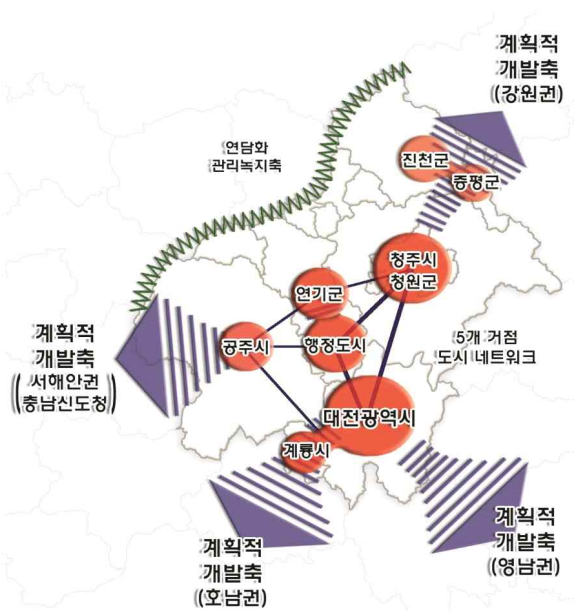 계획적
개발축
(강원권)
연담화
관리녹지축
진천군
증평군
청주시
청원군
연기군
공주시
행정도시
5개 거점
도시 네트워크
계획적
개발축
(서해안권
충남신도청)
대전광역시
계룡시
계획적
개발축
(호남권)
계획적
개발축
(영남권)